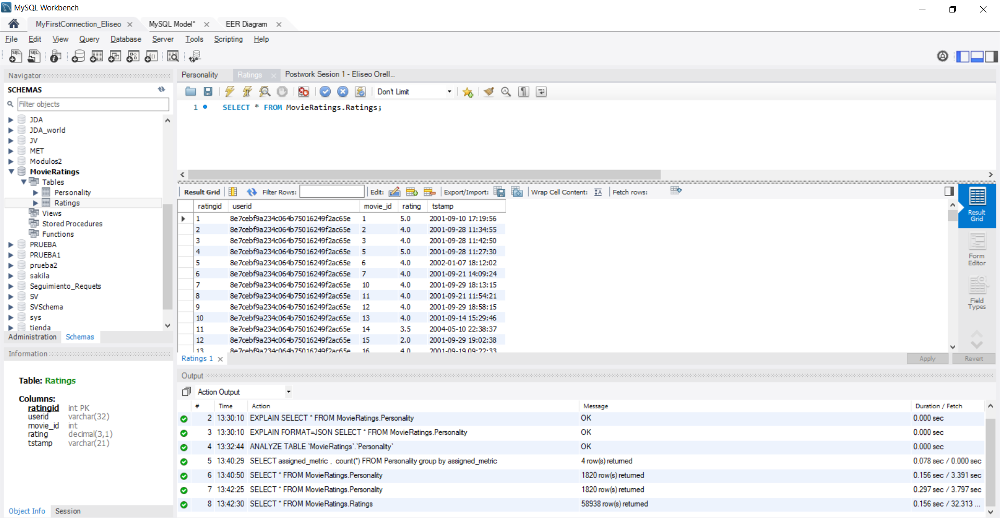 MySQL Workbench
MyFirstConnection_Eliseo
MySQL Model*
EER Diagram
File Edit View Query Database Server Tools Scripting Help
Navigator
SCHEMAS
Filter objects
JDA
JDA_world
JV
MET
Modulos2
MovieRatings
Tables
Personality
Ratings
Views
Stored Procedures
Functions
PRUEBA
PRUEBA1
prueba2
sakila
Seguimiento_Requets
SV
SVSchema
sys
tienda
Administration Schemas
Information
Table: Ratings
Columns:
ratingid int PK
userid varchar(32)
movie_id int
rating decimal(3,1)
tstamp varchar(21)
Object Info Session
Personality Ratings Postwork Sesion 1 - Eliseo Orell...
Don't Limit
1 SELECT * FROM MovieRatings.Ratings;
Result Grid Filter Rows: Edit: Export/Import: Wrap Cell Content: Fetch rows:
ratingid userid movie_id rating tstamp
1 8e7cebf9a234c064b75016249f2ac65e 1 5.0 2001-09-10 17:19:56
2 8e7cebf9a234c064b75016249f2ac65e 2 4.0 2001-09-28 11:34:55
3 8e7cebf9a234c064b75016249f2ac65e 3 4.0 2001-09-28 11:42:50
4 8e7cebf9a234c064b75016249f2ac65e 5 5.0 2001-09-28 11:27:30
5 8e7cebf9a234c064b75016249f2ac65e 6 4.0 2002-01-07 18:12:02
6 8e7cebf9a234c064b75016249f2ac65e 7 4.0 2001-09-21 14:09:24
7 8e7cebf9a234c064b75016249f2ac65e 10 4.0 2001-09-29 18:13:15
8 8e7cebf9a234c064b75016249f2ac65e 11 4.0 2001-09-21 11:54:21
9 8e7cebf9a234c064b75016249f2ac65e 12 4.0 2001-09-29 18:58:15
10 8e7cebf9a234c064b75016249f2ac65e 13 4.0 2001-09-14 15:29:46
11 8e7cebf9a234c064b75016249f2ac65e 14 3.5 2004-05-10 22:38:37
12 8e7cebf9a234c064b75016249f2ac65e 15 2.0 2001-09-29 19:02:38
13 8e7cebf9a234c064b75016249f2ac65e 16 4.0 2001-09-19 09:22:33
Result
Grid
Form
Editor
Field
Types
Ratings 1
Apply Revert
Output
Action Output
# Time Action Message Duration / Fetch
2 13:30:10 EXPLAIN SELECT * FROM MovieRatings.Personality OK 0.000 sec
3 13:30:10 EXPLAIN FORMAT=JSON SELECT * FROM MovieRatings.Personality OK 0.000 sec
4 13:32:44 ANALYZE TABLE `MovieRatings`.`Personality` OK 0.000 sec
5 13:40:29 SELECT assigned_metric , count(*) FROM Personality group by assigned_metric 4 row(s) returned 0.078 sec / 0.000 sec
6 13:40:50 SELECT * FROM MovieRatings.Personality 1820 row(s) returned 0.156 sec / 3.391 sec
7 13:42:25 SELECT * FROM MovieRatings.Personality 1820 row(s) returned 0.297 sec / 3.797 sec
8 13:42:30 SELECT * FROM MovieRatings.Ratings 58938 row(s) returned 0.156 sec / 32.313 ...